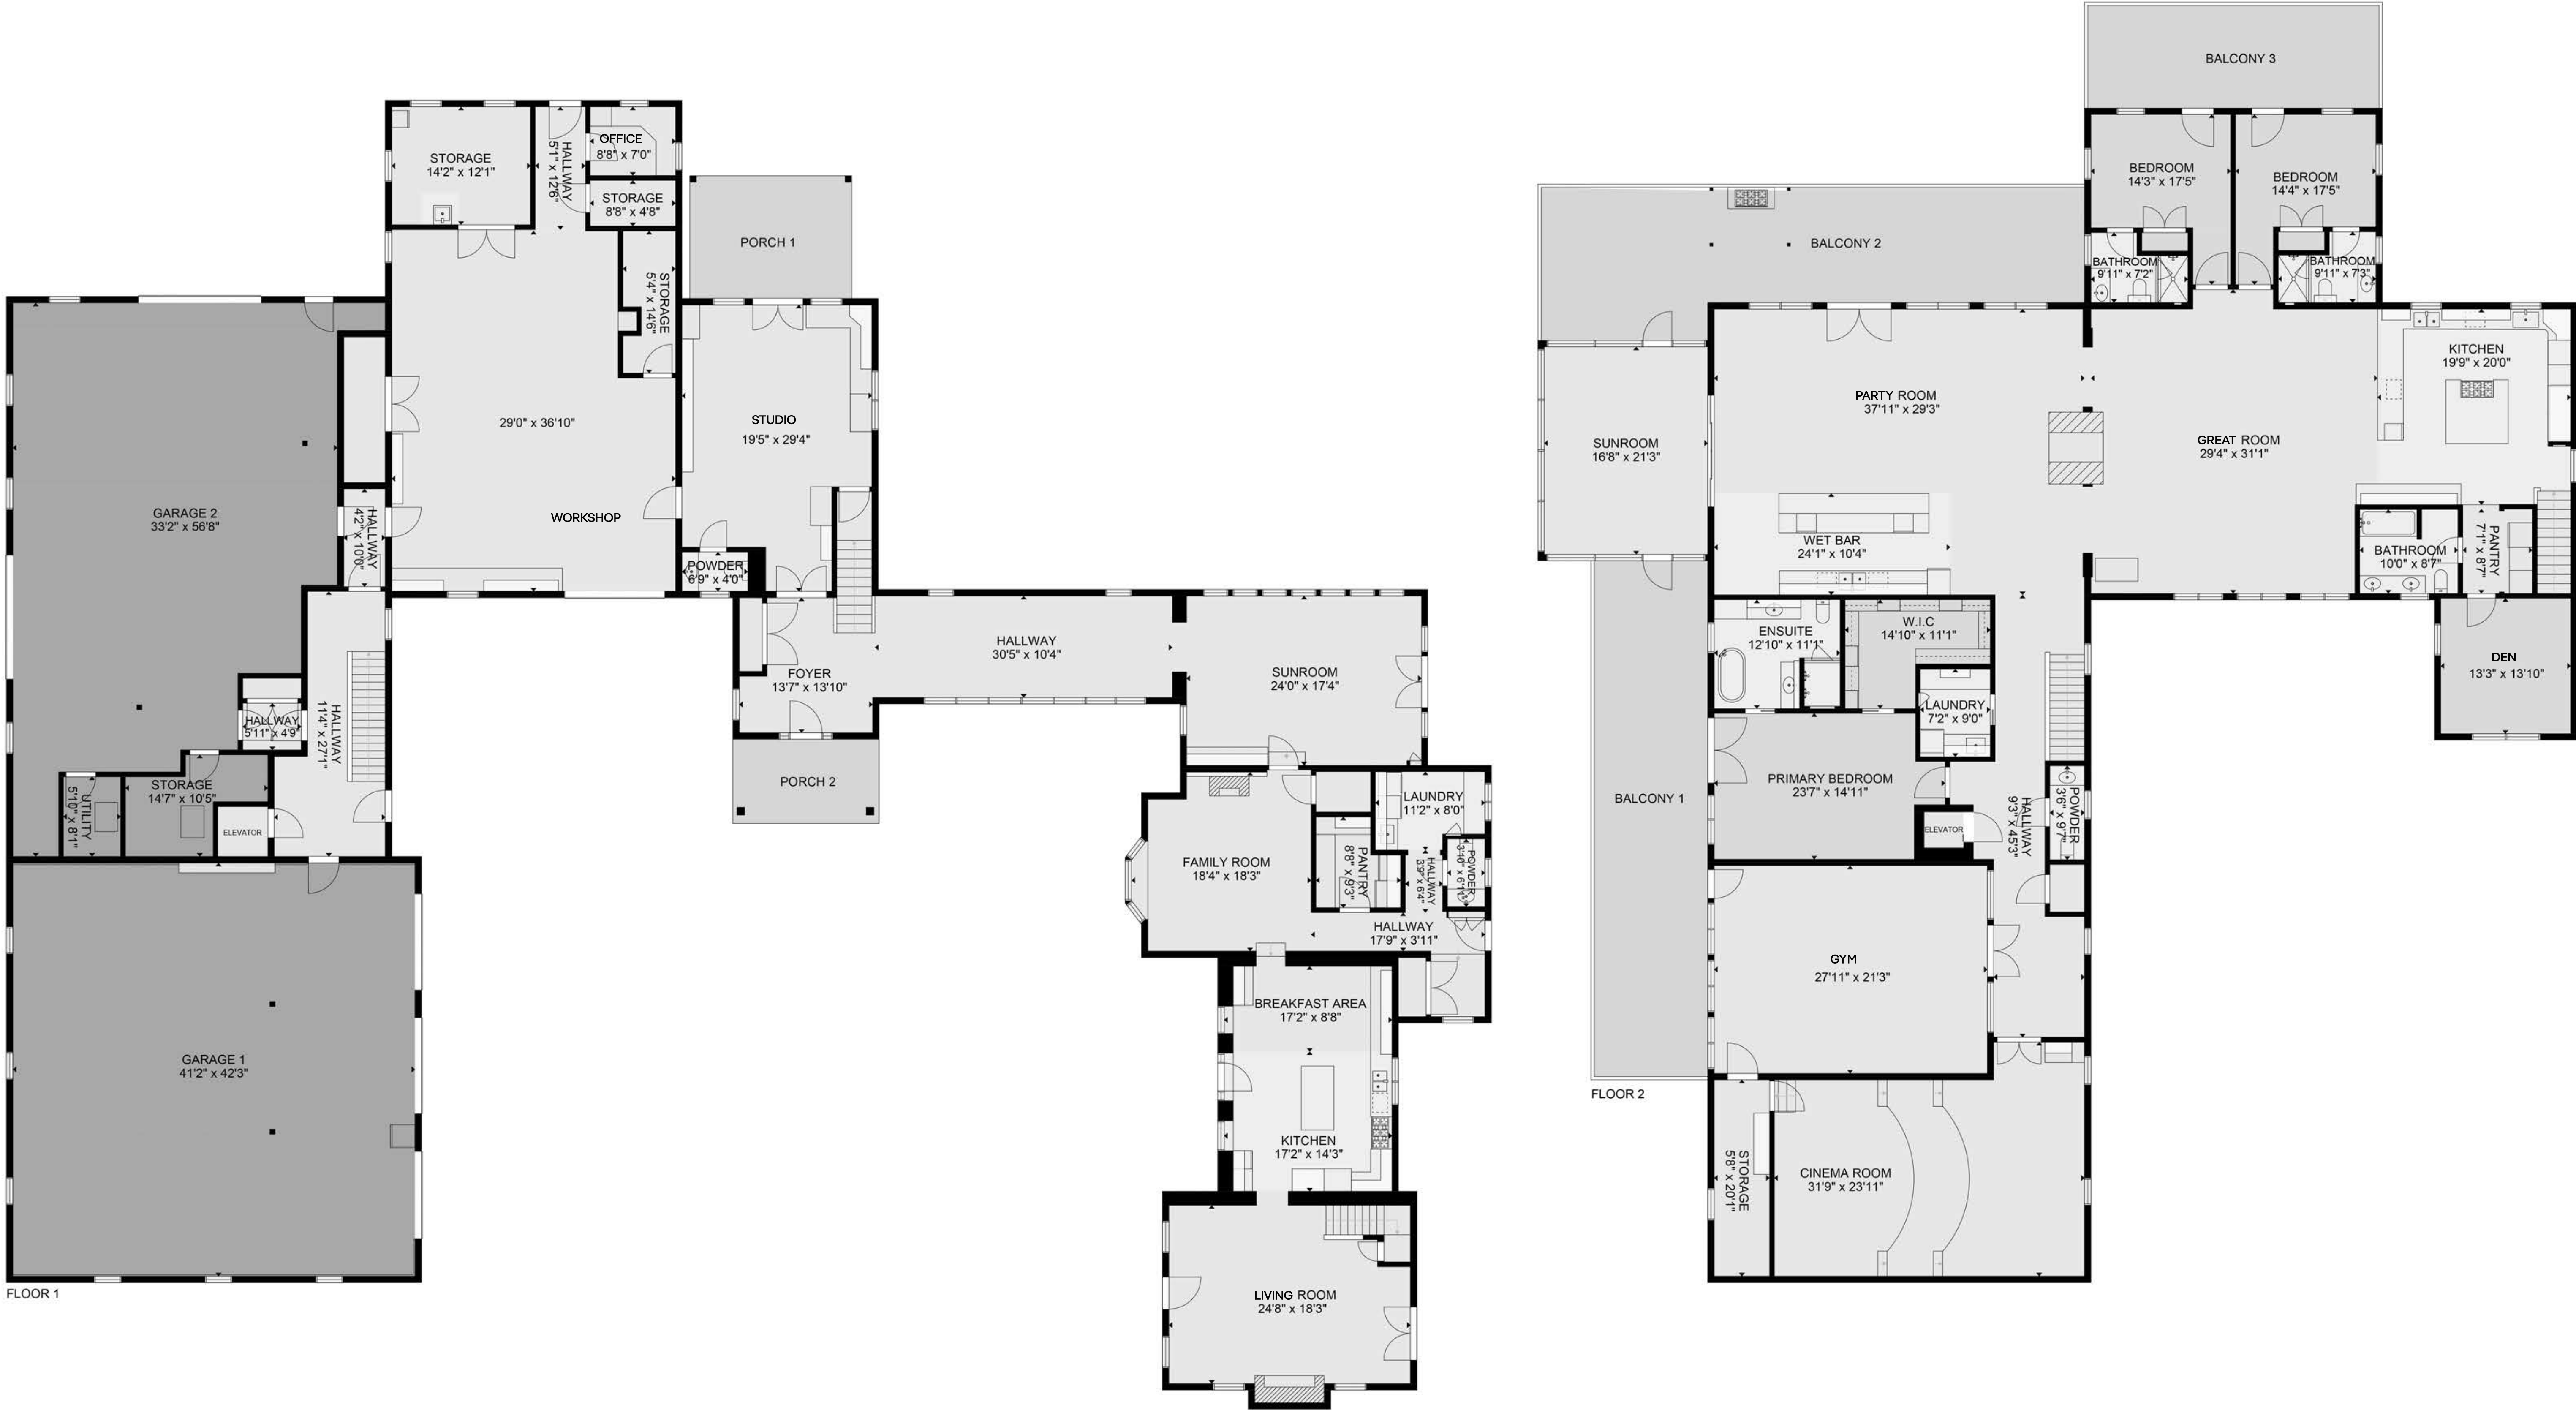 STORAGE
14'2" x 12'1"
HALLWAY
5'1" x 12'6"
OFFICE
8'8" x 7'0"
STORAGE
8'8" x 4'8"
PORCH 1
STORAGE
5'4" x 14'6"
29'0" x 36'10"
WORKSHOP
STUDIO
19'5" x 29'4"
GARAGE 2
33'2" x 56'8"
HALLWAY
4'2" x 10'0"
POWDER
6'9" x 4'0"
HALLWAY
5'11" x 4'9"
HALLWAY
11'4" x 27'1"
STORAGE
14'7" x 10'5"
UTILITY
5'10" x 8'1"
ELEVATOR
FOYER
13'7" x 13'10"
HALLWAY
30'5" x 10'4"
SUNROOM
24'0" x 17'4"
PORCH 2
LAUNDRY
11'2" x 8'0"
FAMILY ROOM
18'4" x 18'3"
PANTRY
8'8" x 9'3"
HALLWAY
3'9" x 6'4"
POWDER
3'10" x 6'11"
HALLWAY
17'9" x 3'11"
BREAKFAST AREA
17'2" x 8'8"
KITCHEN
17'2" x 14'3"
GARAGE 1
41'2" x 42'3"
LIVING ROOM
24'8" x 18'3"
FLOOR 1
BALCONY 3
BEDROOM
14'3" x 17'5"
BEDROOM
14'4" x 17'5"
BALCONY 2
BATHROOM
9'11" x 7'2"
BATHROOM
9'11" x 7'3"
KITCHEN
19'9" x 20'0"
PARTY ROOM
37'11" x 29'3"
SUNROOM
16'8" x 21'3"
GREAT ROOM
29'4" x 31'1"
WET BAR
24'1" x 10'4"
BATHROOM
10'0" x 8'7"
PANTRY
7'1" x 8'7"
ENSUITE
12'10" x 11'1"
W.I.C
14'10" x 11'1"
DEN
13'3" x 13'10"
LAUNDRY
7'2" x 9'0"
PRIMARY BEDROOM
23'7" x 14'11"
BALCONY 1
ELEVATOR
HALLWAY
9'3" x 45'3"
POWDER
3'6" x 9'7"
GYM
27'11" x 21'3"
FLOOR 2
STORAGE
5'8" x 20'1"
CINEMA ROOM
31'9" x 23'11"